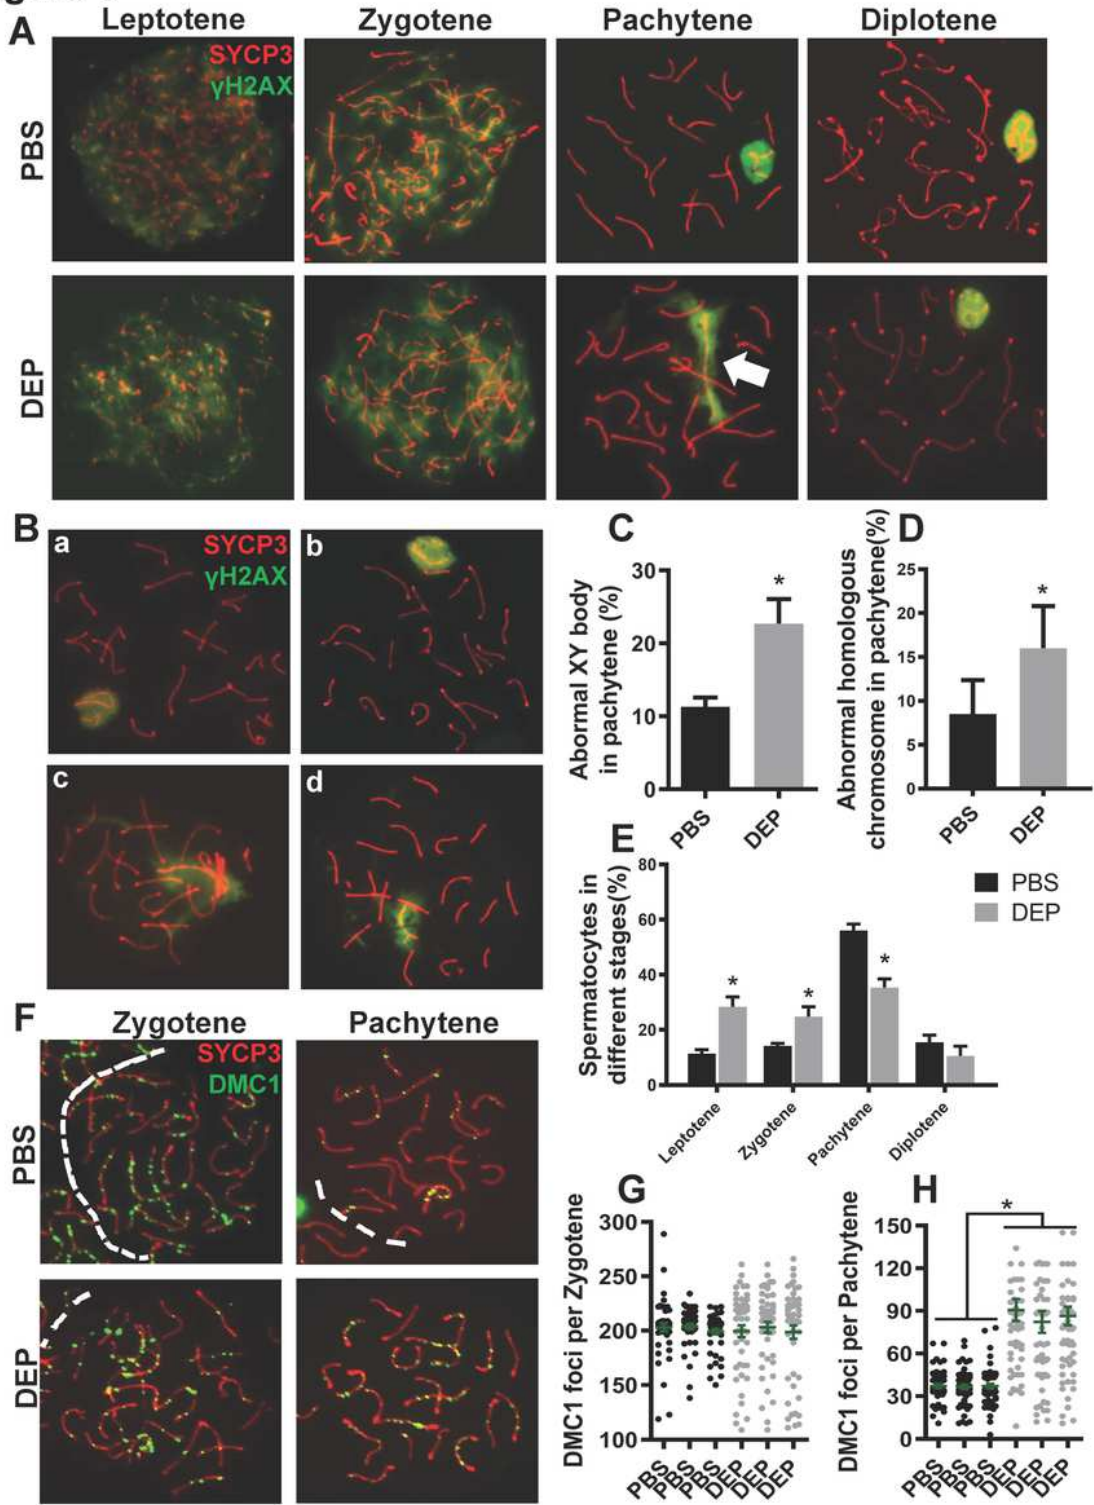 A
Leptotene Zygotene Pachytene Diplotene
SYCP3
γH2AX
PBS
DEP
B
a
SYCP3
γH2AX
b
c
d
C
Abormal XY body
in pachytene (%)
30
20
10
0
*
PBS DEP
D
Abnormal homologous
chromosome in pachytene(%)
25
20
15
10
5
0
*
PBS DEP
E
Spermatocytes in
different stages(%)
80
60
40
20
0
* * *
PBS
DEP
Leptotene Zygotene Pachytene Diplotene
F
Zygotene Pachytene
SYCP3
DMC1
PBS
DEP
G
DMC1 foci per Zygotene
300
250
200
150
100
PBS PBS PBS DEP DEP DEP
H
DMC1 foci per Pachytene
150
120
90
60
30
0
*
PBS PBS PBS DEP DEP DEP